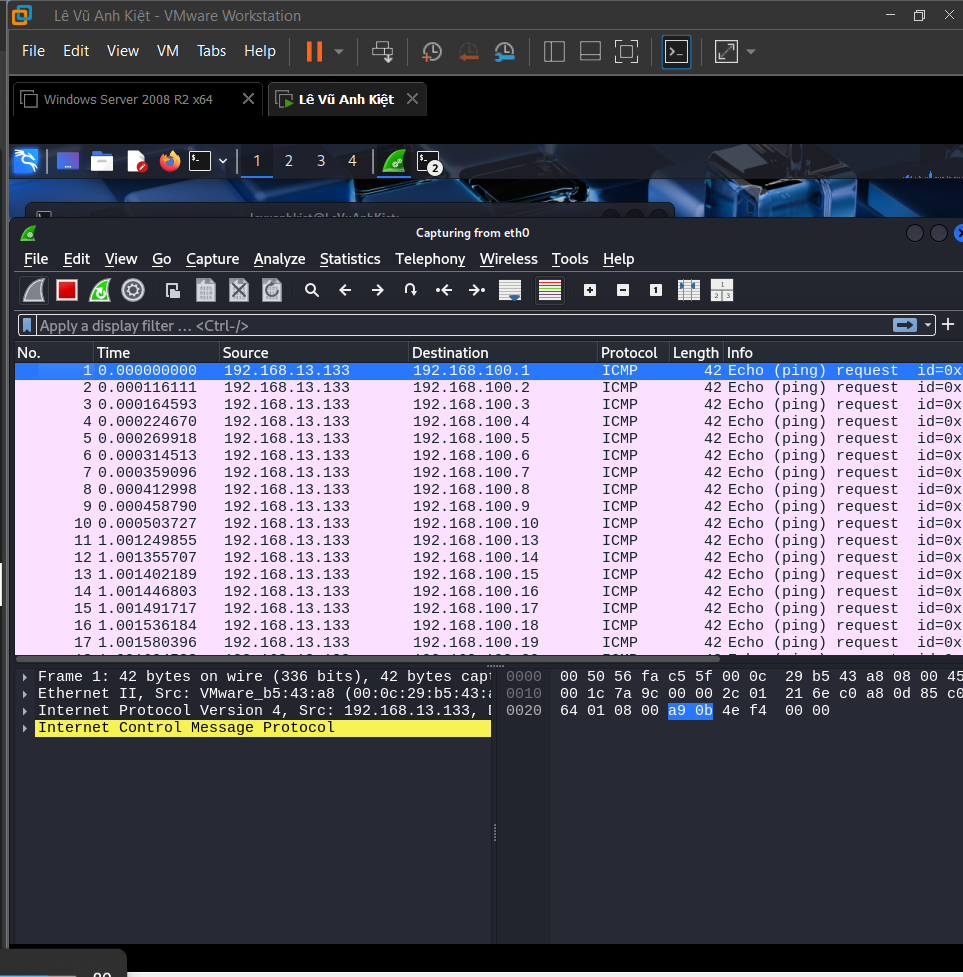 Lê Vũ Anh Kiệt - VMware Workstation
File Edit View VM Tabs Help
Windows Server 2008 R2 x64 Lê Vũ Anh Kiệt
1 2 3 4 2
Capturing from eth0
File Edit View Go Capture Analyze Statistics Telephony Wireless Tools Help
Apply a display filter … <Ctrl-/>
No. Time Source Destination Protocol Length Info
1 0.000000000 192.168.13.133 192.168.100.1 ICMP 42 Echo (ping) request id=0x
2 0.000116111 192.168.13.133 192.168.100.2 ICMP 42 Echo (ping) request id=0x
3 0.000164593 192.168.13.133 192.168.100.3 ICMP 42 Echo (ping) request id=0x
4 0.000224670 192.168.13.133 192.168.100.4 ICMP 42 Echo (ping) request id=0x
5 0.000269918 192.168.13.133 192.168.100.5 ICMP 42 Echo (ping) request id=0x
6 0.000314513 192.168.13.133 192.168.100.6 ICMP 42 Echo (ping) request id=0x
7 0.000359096 192.168.13.133 192.168.100.7 ICMP 42 Echo (ping) request id=0x
8 0.000412998 192.168.13.133 192.168.100.8 ICMP 42 Echo (ping) request id=0x
9 0.000458790 192.168.13.133 192.168.100.9 ICMP 42 Echo (ping) request id=0x
10 0.000503727 192.168.13.133 192.168.100.10 ICMP 42 Echo (ping) request id=0x
11 1.001249855 192.168.13.133 192.168.100.13 ICMP 42 Echo (ping) request id=0x
12 1.001355707 192.168.13.133 192.168.100.14 ICMP 42 Echo (ping) request id=0x
13 1.001402189 192.168.13.133 192.168.100.15 ICMP 42 Echo (ping) request id=0x
14 1.001446803 192.168.13.133 192.168.100.16 ICMP 42 Echo (ping) request id=0x
15 1.001491717 192.168.13.133 192.168.100.17 ICMP 42 Echo (ping) request id=0x
16 1.001536184 192.168.13.133 192.168.100.18 ICMP 42 Echo (ping) request id=0x
17 1.001580396 192.168.13.133 192.168.100.19 ICMP 42 Echo (ping) request id=0x
Frame 1: 42 bytes on wire (336 bits), 42 bytes capt
Ethernet II, Src: VMware_b5:43:a8 (00:0c:29:b5:43:a
Internet Protocol Version 4, Src: 192.168.13.133, D
Internet Control Message Protocol
0000 00 50 56 fa c5 5f 00 0c 29 b5 43 a8 08 00 45
0010 00 1c 7a 9c 00 00 2c 01 21 6e c0 a8 0d 85 c0
0020 64 01 08 00 a9 0b 4e f4 00 00